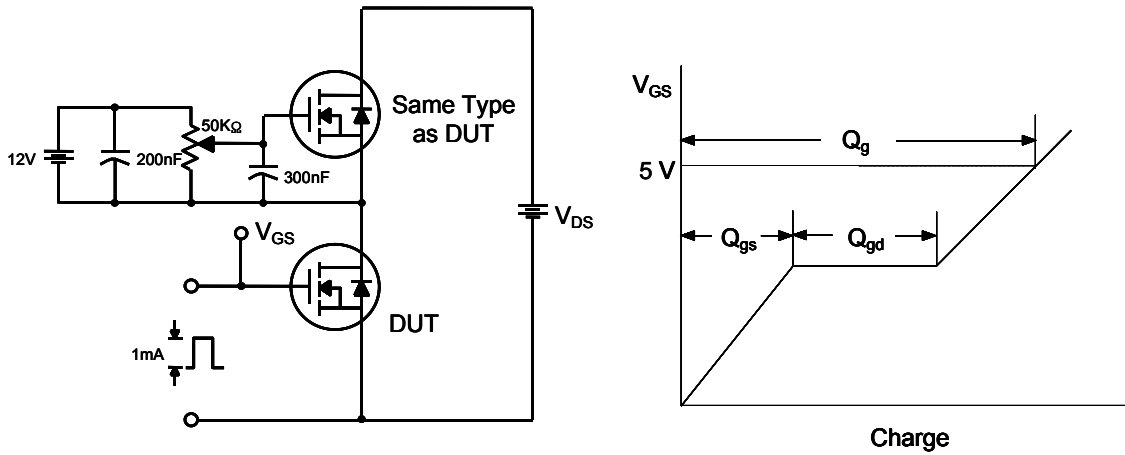 12V
200nF
50KΩ
300nF
Same Type
as DUT
VGS
DUT
1mA
VDS
VGS
5 V
Qg
Qgs
Qgd
Charge